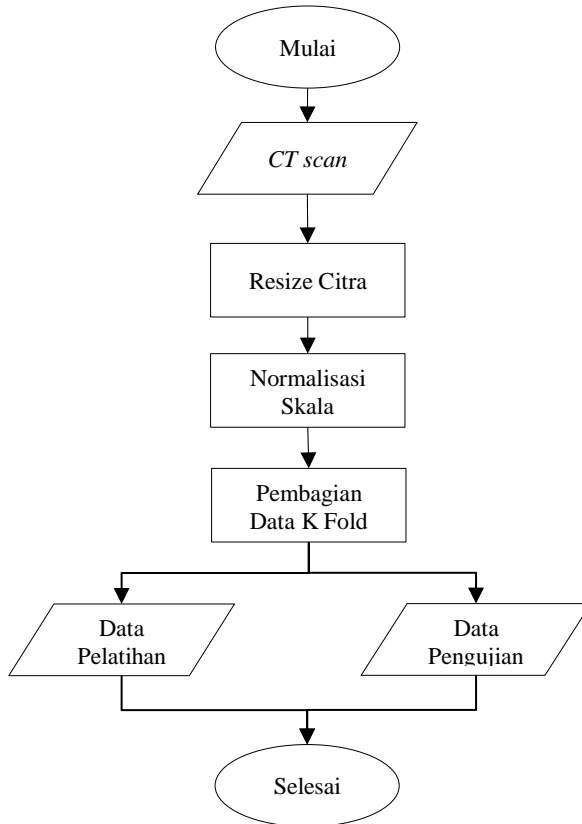 Mulai
CT scan
Resize Citra
Normalisasi
Skala
Pembagian
Data K Fold
Data
Pelatihan
Data
Pengujian
Selesai